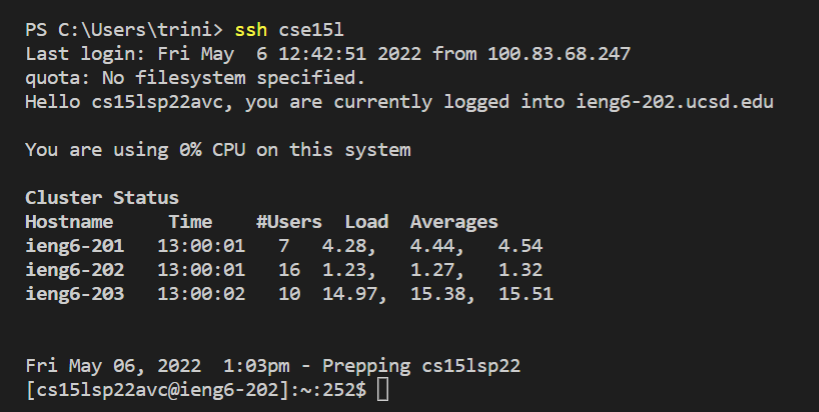 PS C:\Users\trini> ssh cse15l
Last login: Fri May  6 12:42:51 2022 from 100.83.68.247
quota: No filesystem specified.
Hello cs15lsp22avc, you are currently logged into ieng6-202.ucsd.edu
You are using 0% CPU on this system
Cluster Status
Hostname     Time    #Users  Load  Averages
ieng6-201   13:00:01   7   4.28,   4.44,   4.54
ieng6-202   13:00:01   16  1.23,   1.27,   1.32
ieng6-203   13:00:02   10  14.97,  15.38,  15.51
Fri May 06, 2022  1:03pm - Prepping cs15lsp22
[cs15lsp22avc@ieng6-202]:~:252$